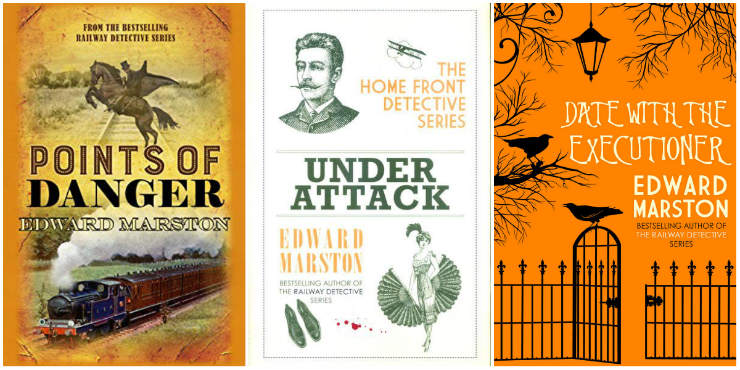 FROM THE BESTSELLING
RAILWAY DETECTIVE SERIES
POINTS OF
DANGER
EDWARD MARSTON
THE
HOME FRONT
DETECTIVE
SERIES
UNDER
ATTACK
EDWARD
MARSTON
BESTSELLING AUTHOR OF
THE RAILWAY DETECTIVE
SERIES
DATE WITH THE
EXECUTIONER
EDWARD
MARSTON
BESTSELLING AUTHOR OF
THE RAILWAY DETECTIVE
SERIES